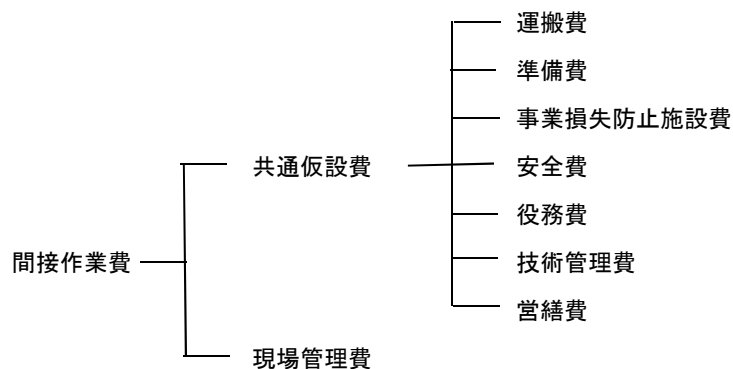 運搬費
準備費
事業損失防止施設費
共通仮設費
安全費
役務費
間接作業費
技術管理費
営繕費
現場管理費